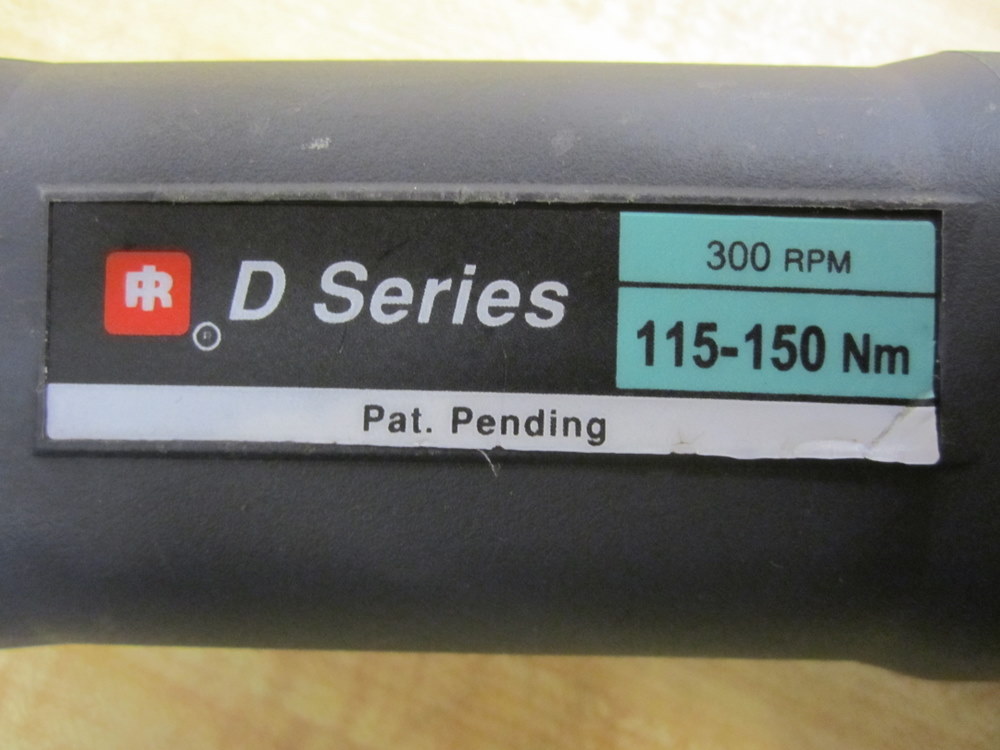 IR
®
D Series
300 RPM
115-150 Nm
Pat. Pending